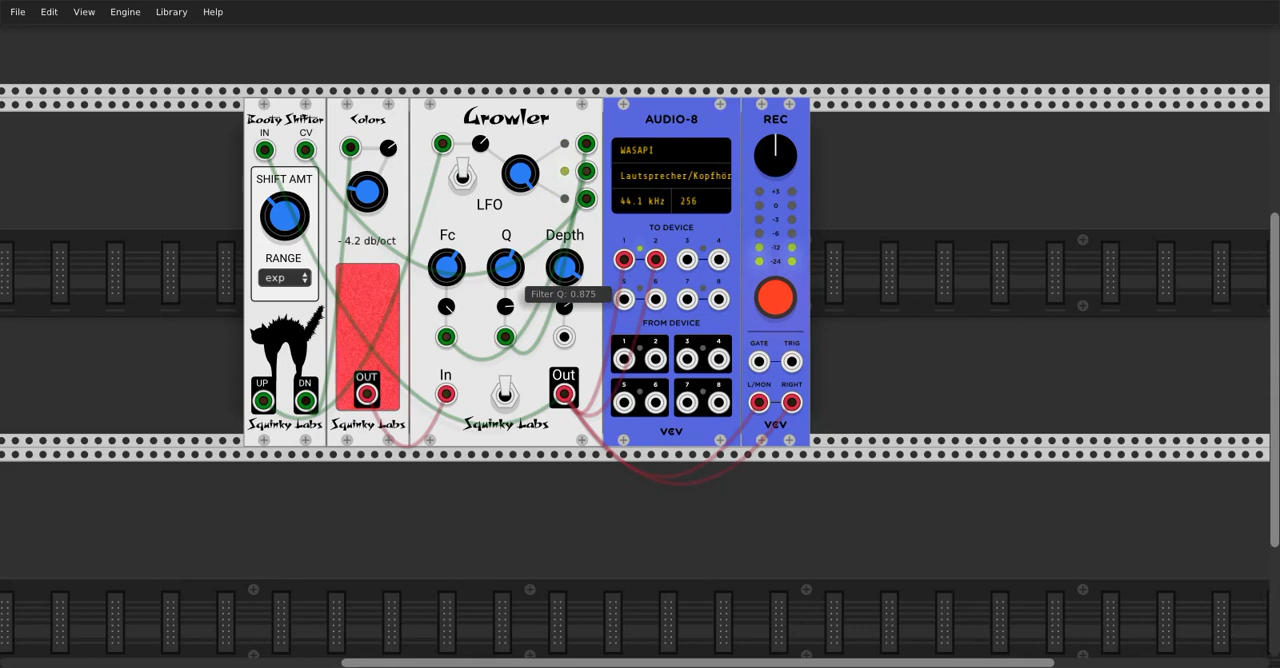 File Edit View Engine Library Help
Booty Shifter
IN CV
SHIFT AMT
RANGE
exp
UP DN
Squinky Labs
Colors
- 4.2 db/oct
OUT
Squinky Labs
Growler
LFO
Fc Q Depth
Filter Q: 0.875
In Out
Squinky Labs
AUDIO-8
WASAPI
Lautsprecher/Kopfhör
44.1 kHz 256
TO DEVICE
1 2 3 4
5 6 7 8
FROM DEVICE
1 2 3 4
5 6 7 8
VCV
REC
+3
0
-3
-6
-12
-24
GATE TRIG
L/MON RIGHT
VCV